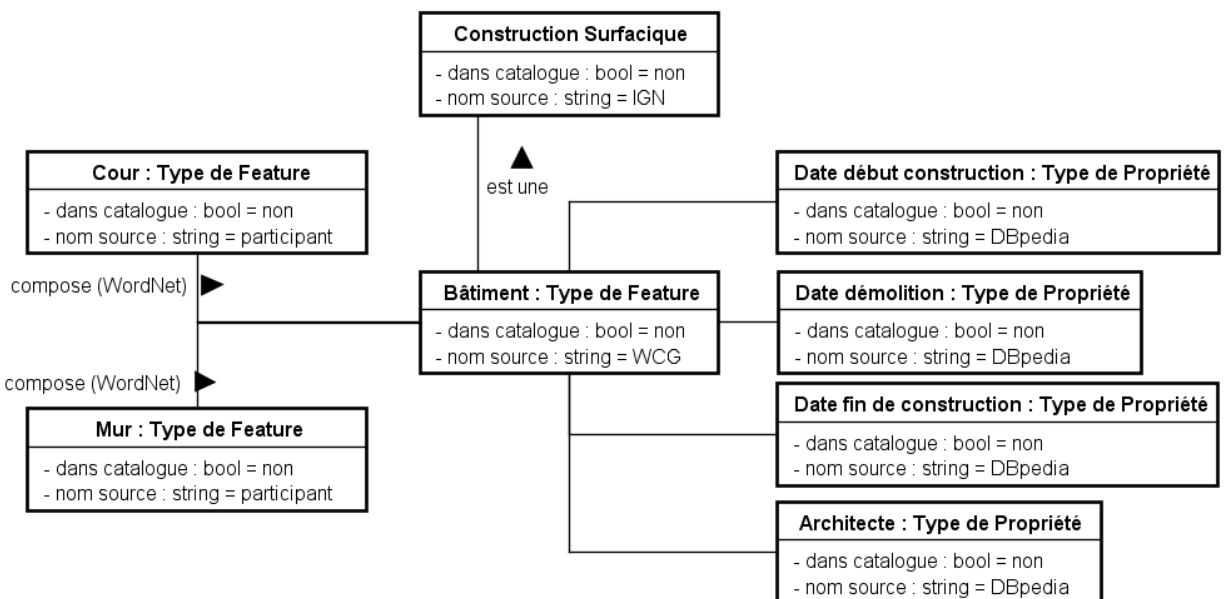 Construction Surfacique
- dans catalogue : bool = non
- nom source : string = IGN
est une
Cour : Type de Feature
- dans catalogue : bool = non
- nom source : string = participant
compose (WordNet)
compose (WordNet)
Mur : Type de Feature
- dans catalogue : bool = non
- nom source : string = participant
Bâtiment : Type de Feature
- dans catalogue : bool = non
- nom source : string = WCG
Date début construction : Type de Propriété
- dans catalogue : bool = non
- nom source : string = DBpedia
Date démolition : Type de Propriété
- dans catalogue : bool = non
- nom source : string = DBpedia
Date fin de construction : Type de Propriété
- dans catalogue : bool = non
- nom source : string = DBpedia
Architecte : Type de Propriété
- dans catalogue : bool = non
- nom source : string = DBpedia